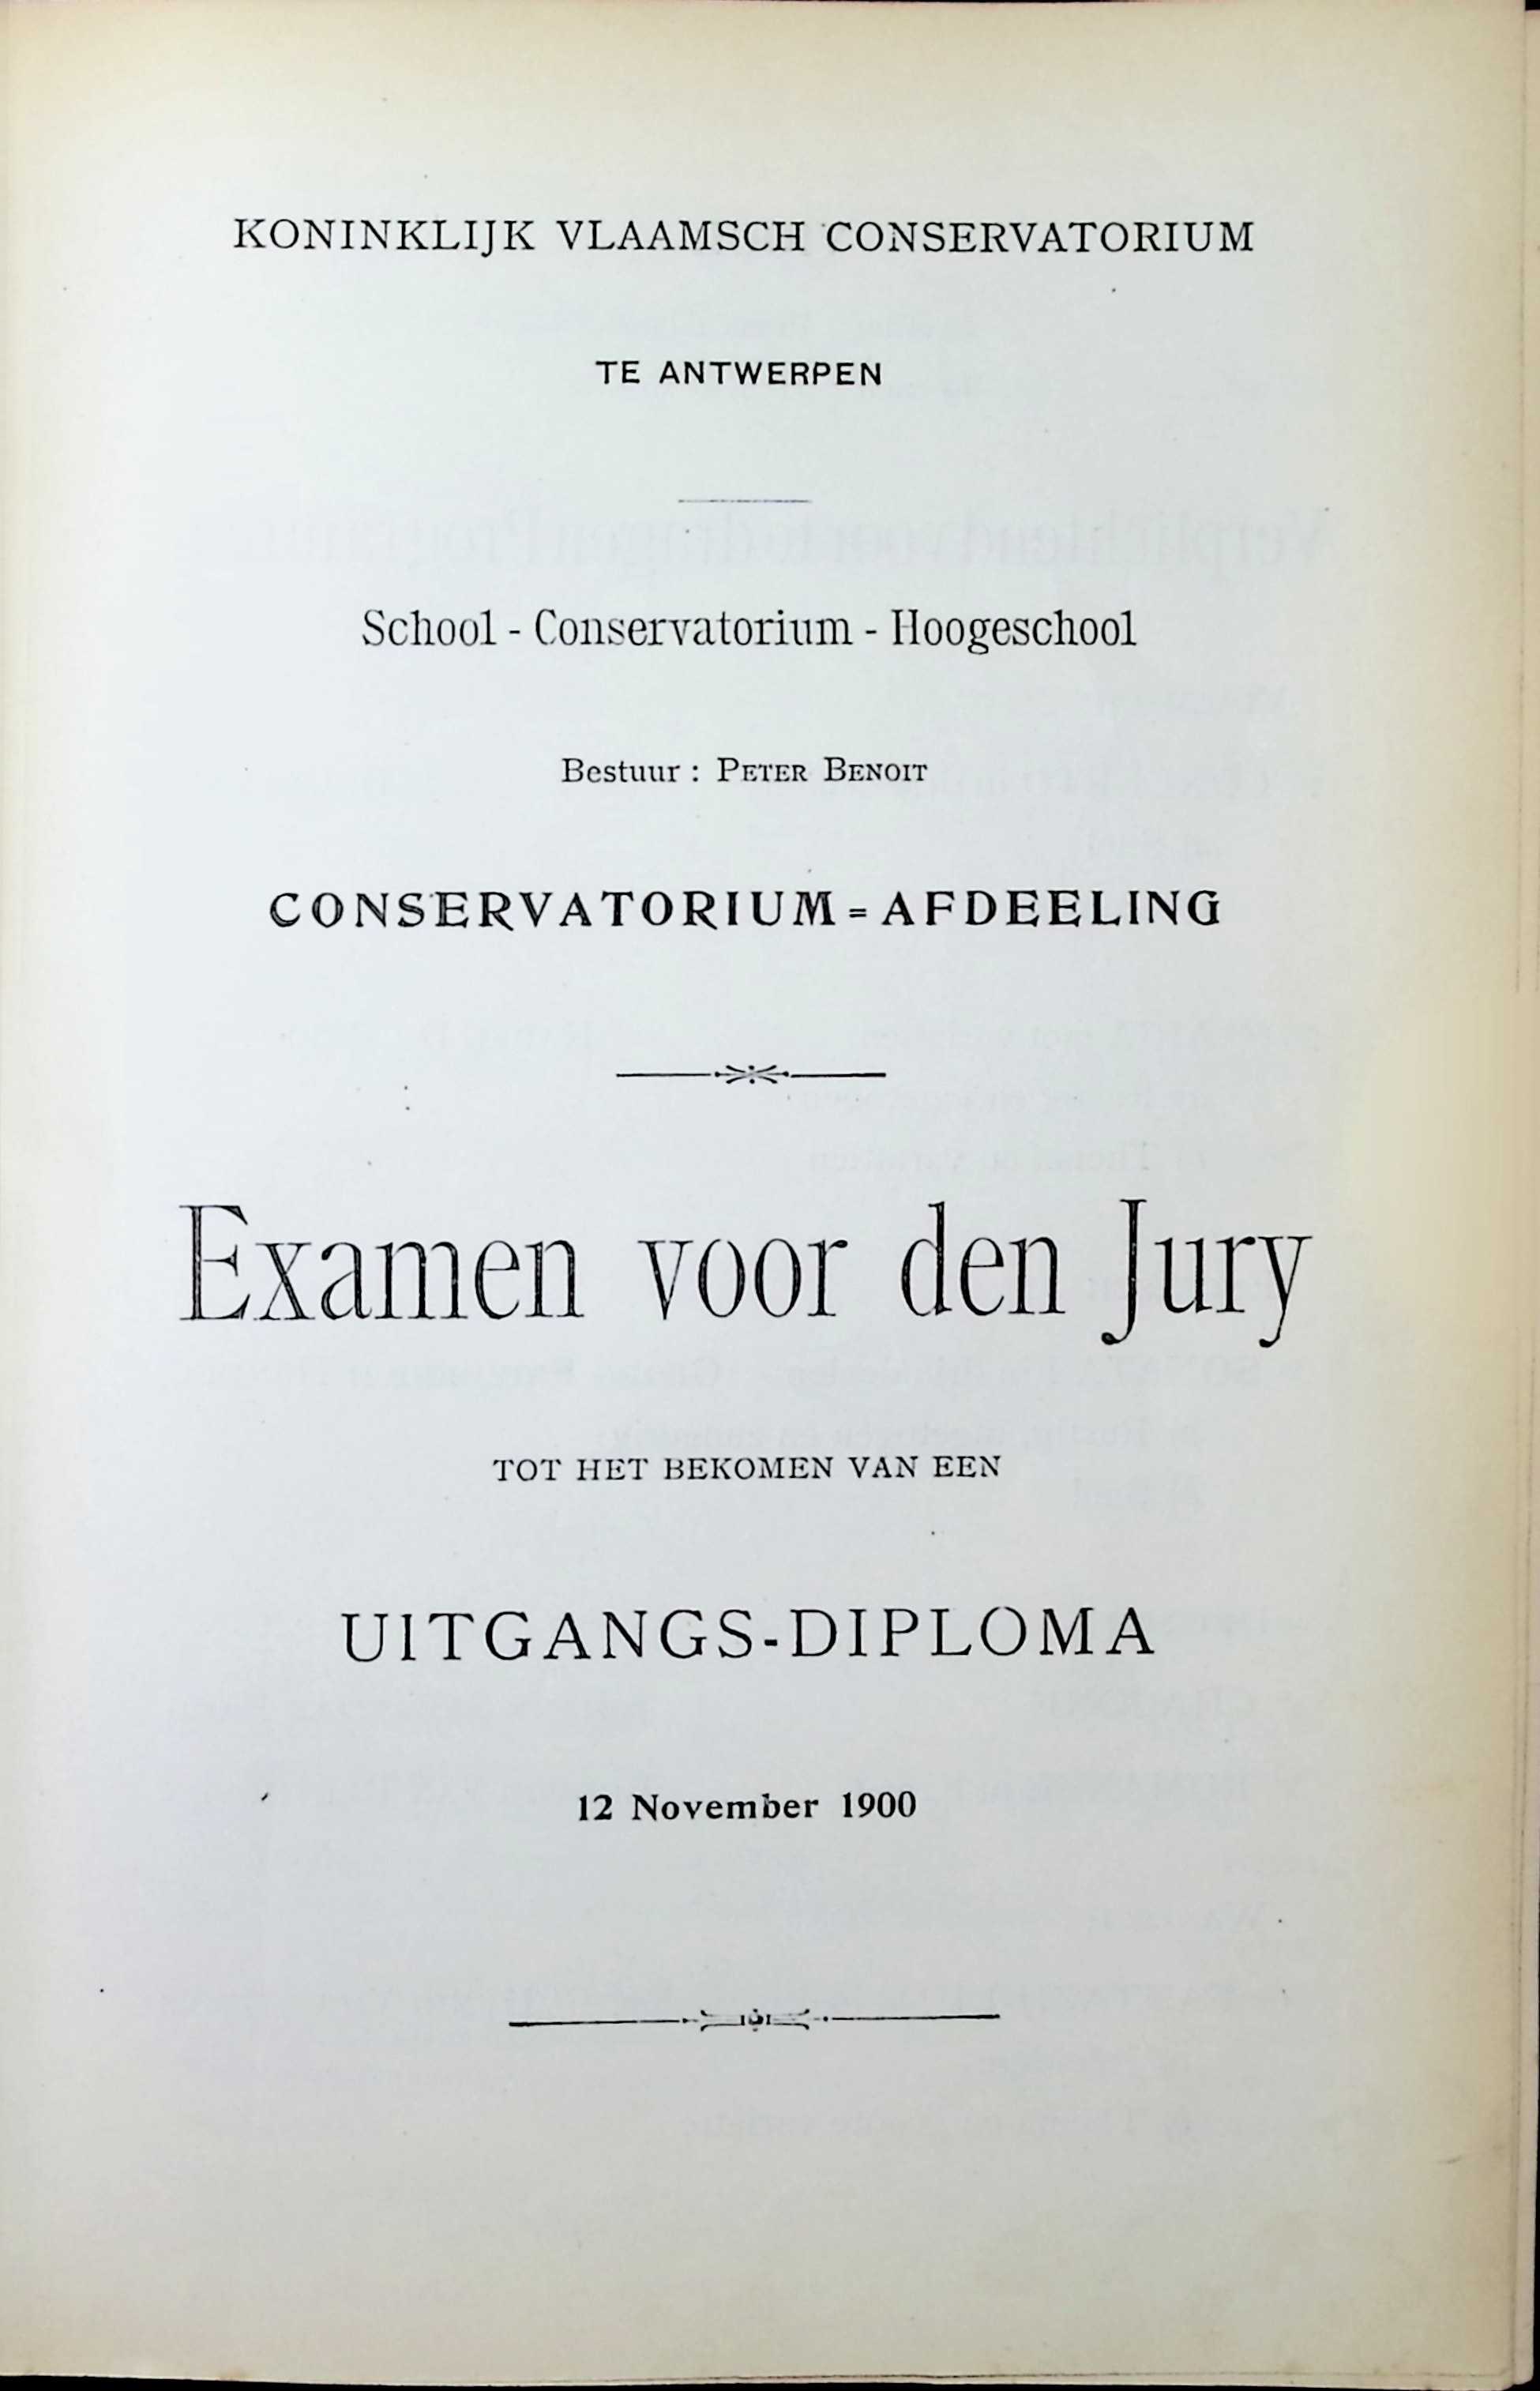 KONINKLIJK VLAAMSCH CONSERVATORIUM
TE ANTWERPEN
School - Conservatorium - Hoogeschool
Bestuur : PETER BENOIT
CONSERVATORIUM=AFDEELING
Examen voor den Jury
TOT HET BEKOMEN VAN EEN
UITGANGS-DIPLOMA
12 November 1900